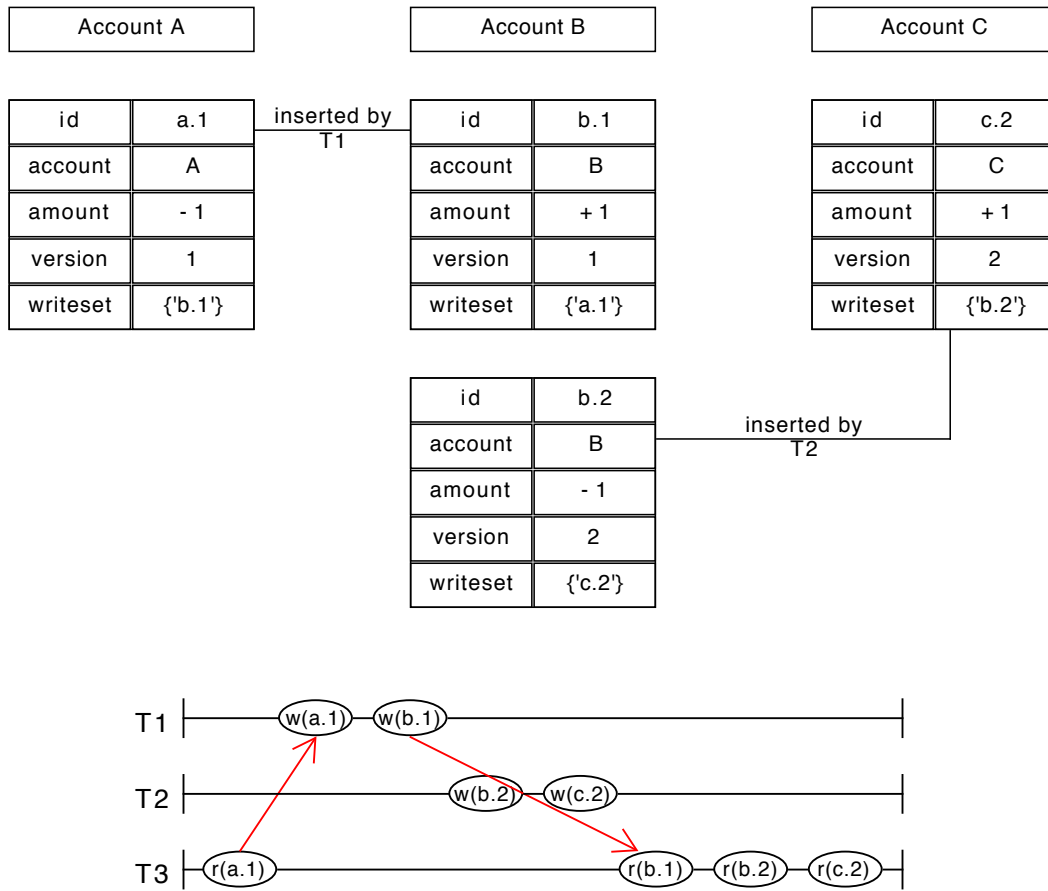 Account A Account B Account C
id a.1 inserted by T1 id b.1 id c.2
account A account B account C
amount - 1 amount + 1 amount + 1
version 1 version 1 version 2
writeset {'b.1'} writeset {'a.1'} writeset {'b.2'}
id b.2
account B inserted by T2
amount - 1
version 2
writeset {'c.2'}
T1 w(a.1) w(b.1)
T2 w(b.2) w(c.2)
T3 r(a.1) r(b.1) r(b.2) r(c.2)